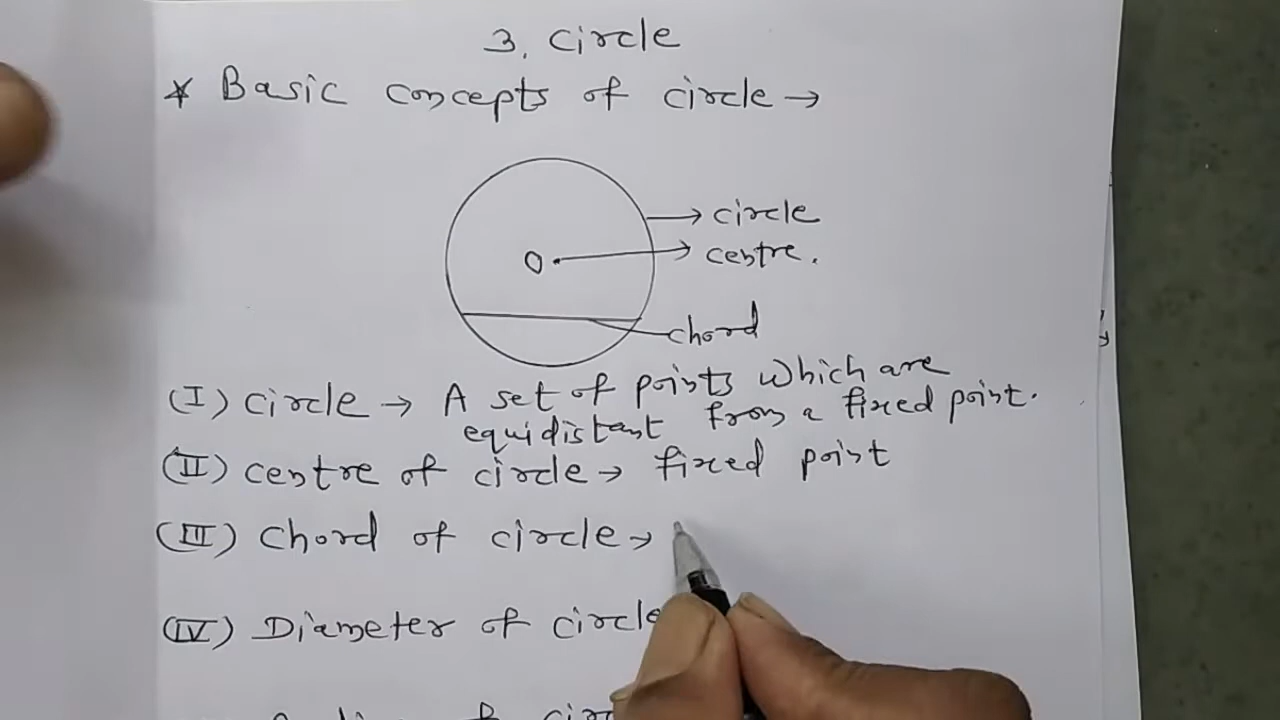 3. Circle
* Basic concepts of circle →
→ circle
O → centre.
chord
(I) circle → A set of points which are
equidistant from a fixed point.
(II) centre of circle → fixed point
(III) Chord of circle →
(IV) Diameter of circle